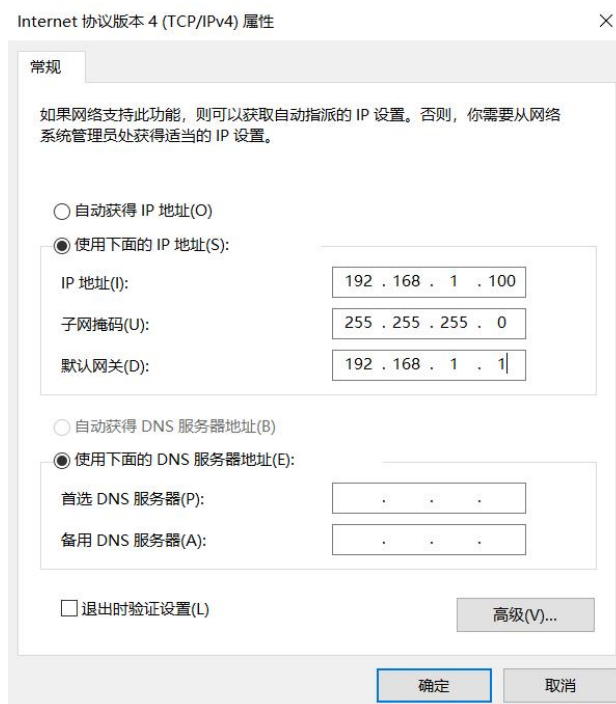 Internet 协议版本 4 (TCP/IPv4) 属性
常规
如果网络支持此功能，则可以获取自动指派的 IP 设置。否则，你需要从网络
系统管理员处获得适当的 IP 设置。
自动获得 IP 地址(O)
使用下面的 IP 地址(S):
IP 地址(I): 192 . 168 . 1 . 100
子网掩码(U): 255 . 255 . 255 . 0
默认网关(D): 192 . 168 . 1 . 1
自动获得 DNS 服务器地址(B)
使用下面的 DNS 服务器地址(E):
首选 DNS 服务器(P): . . .
备用 DNS 服务器(A): . . .
退出时验证设置(L)
高级(V)...
确定 取消